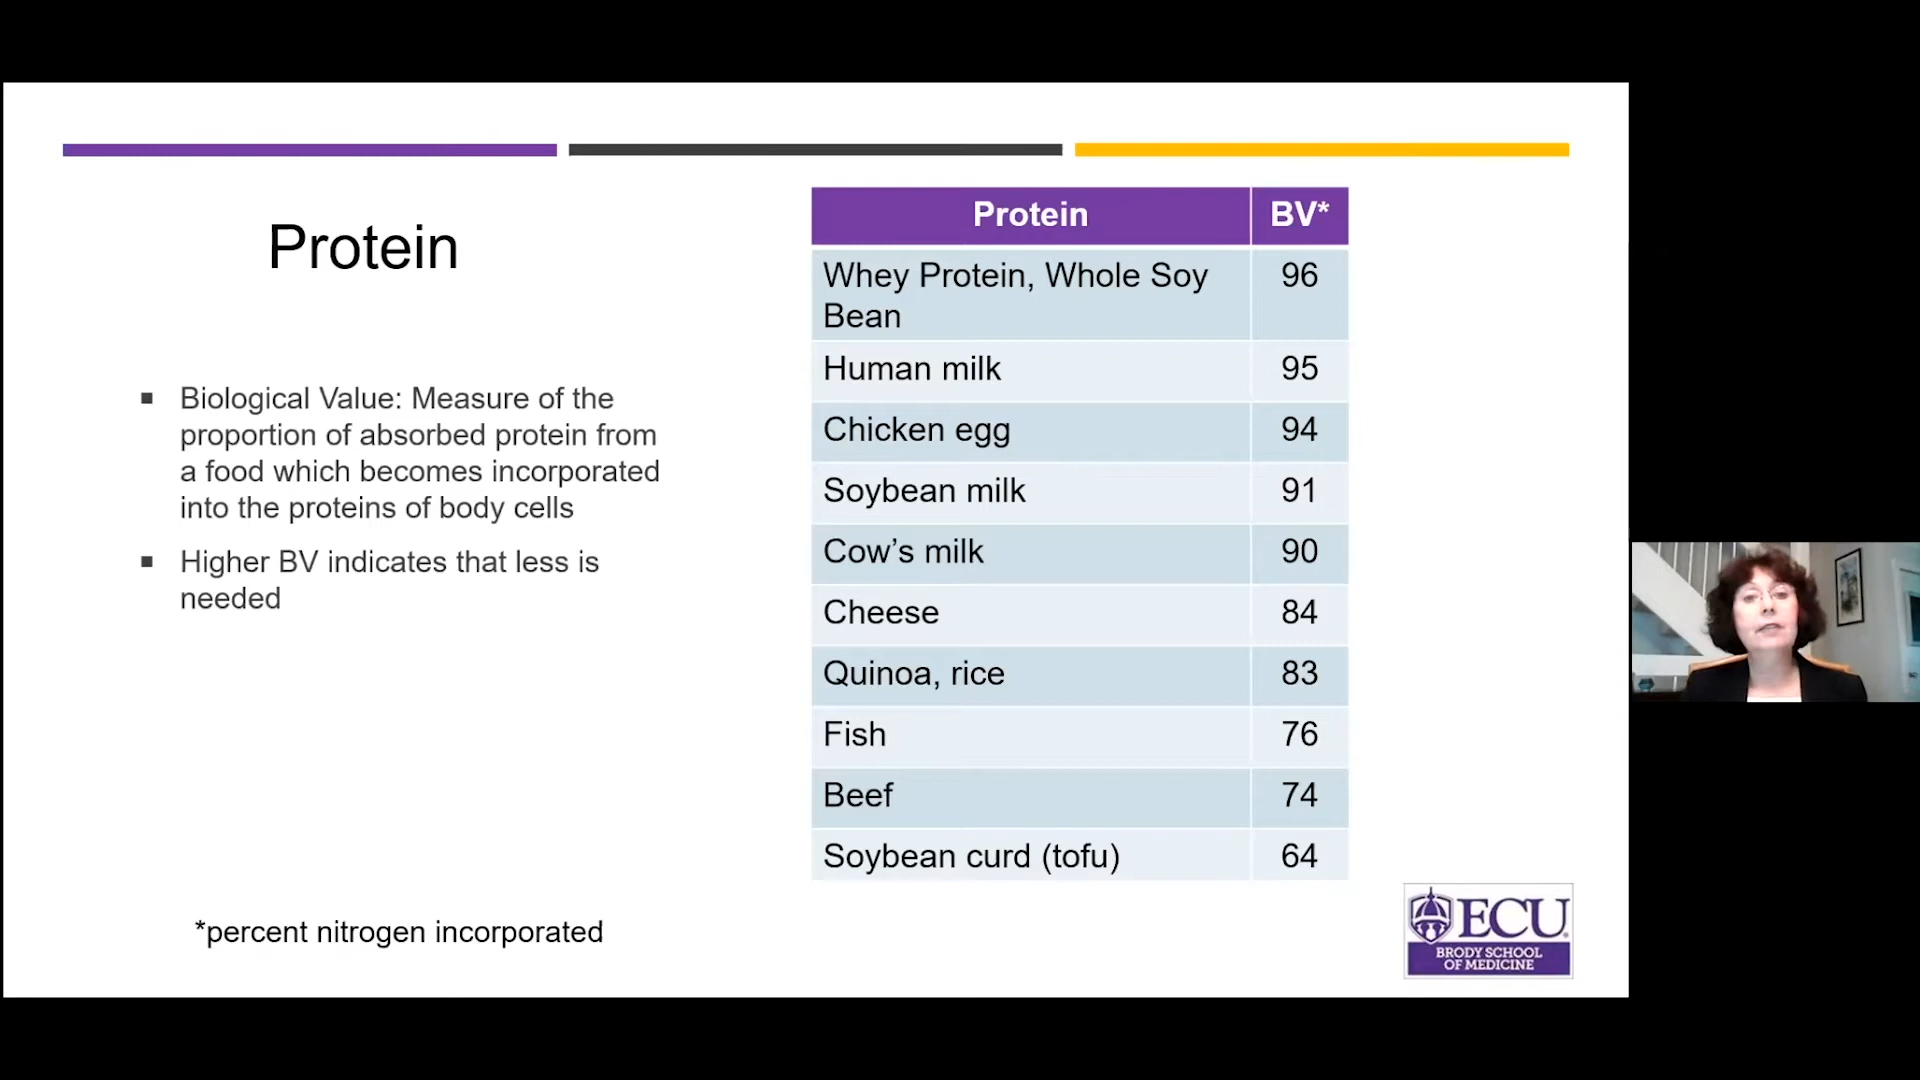 Protein
Biological Value: Measure of the
proportion of absorbed protein from
a food which becomes incorporated
into the proteins of body cells
Higher BV indicates that less is
needed
*percent nitrogen incorporated
Protein BV*
Whey Protein, Whole Soy 96
Bean
Human milk 95
Chicken egg 94
Soybean milk 91
Cow’s milk 90
Cheese 84
Quinoa, rice 83
Fish 76
Beef 74
Soybean curd (tofu) 64
ECU
BRODY SCHOOL
OF MEDICINE